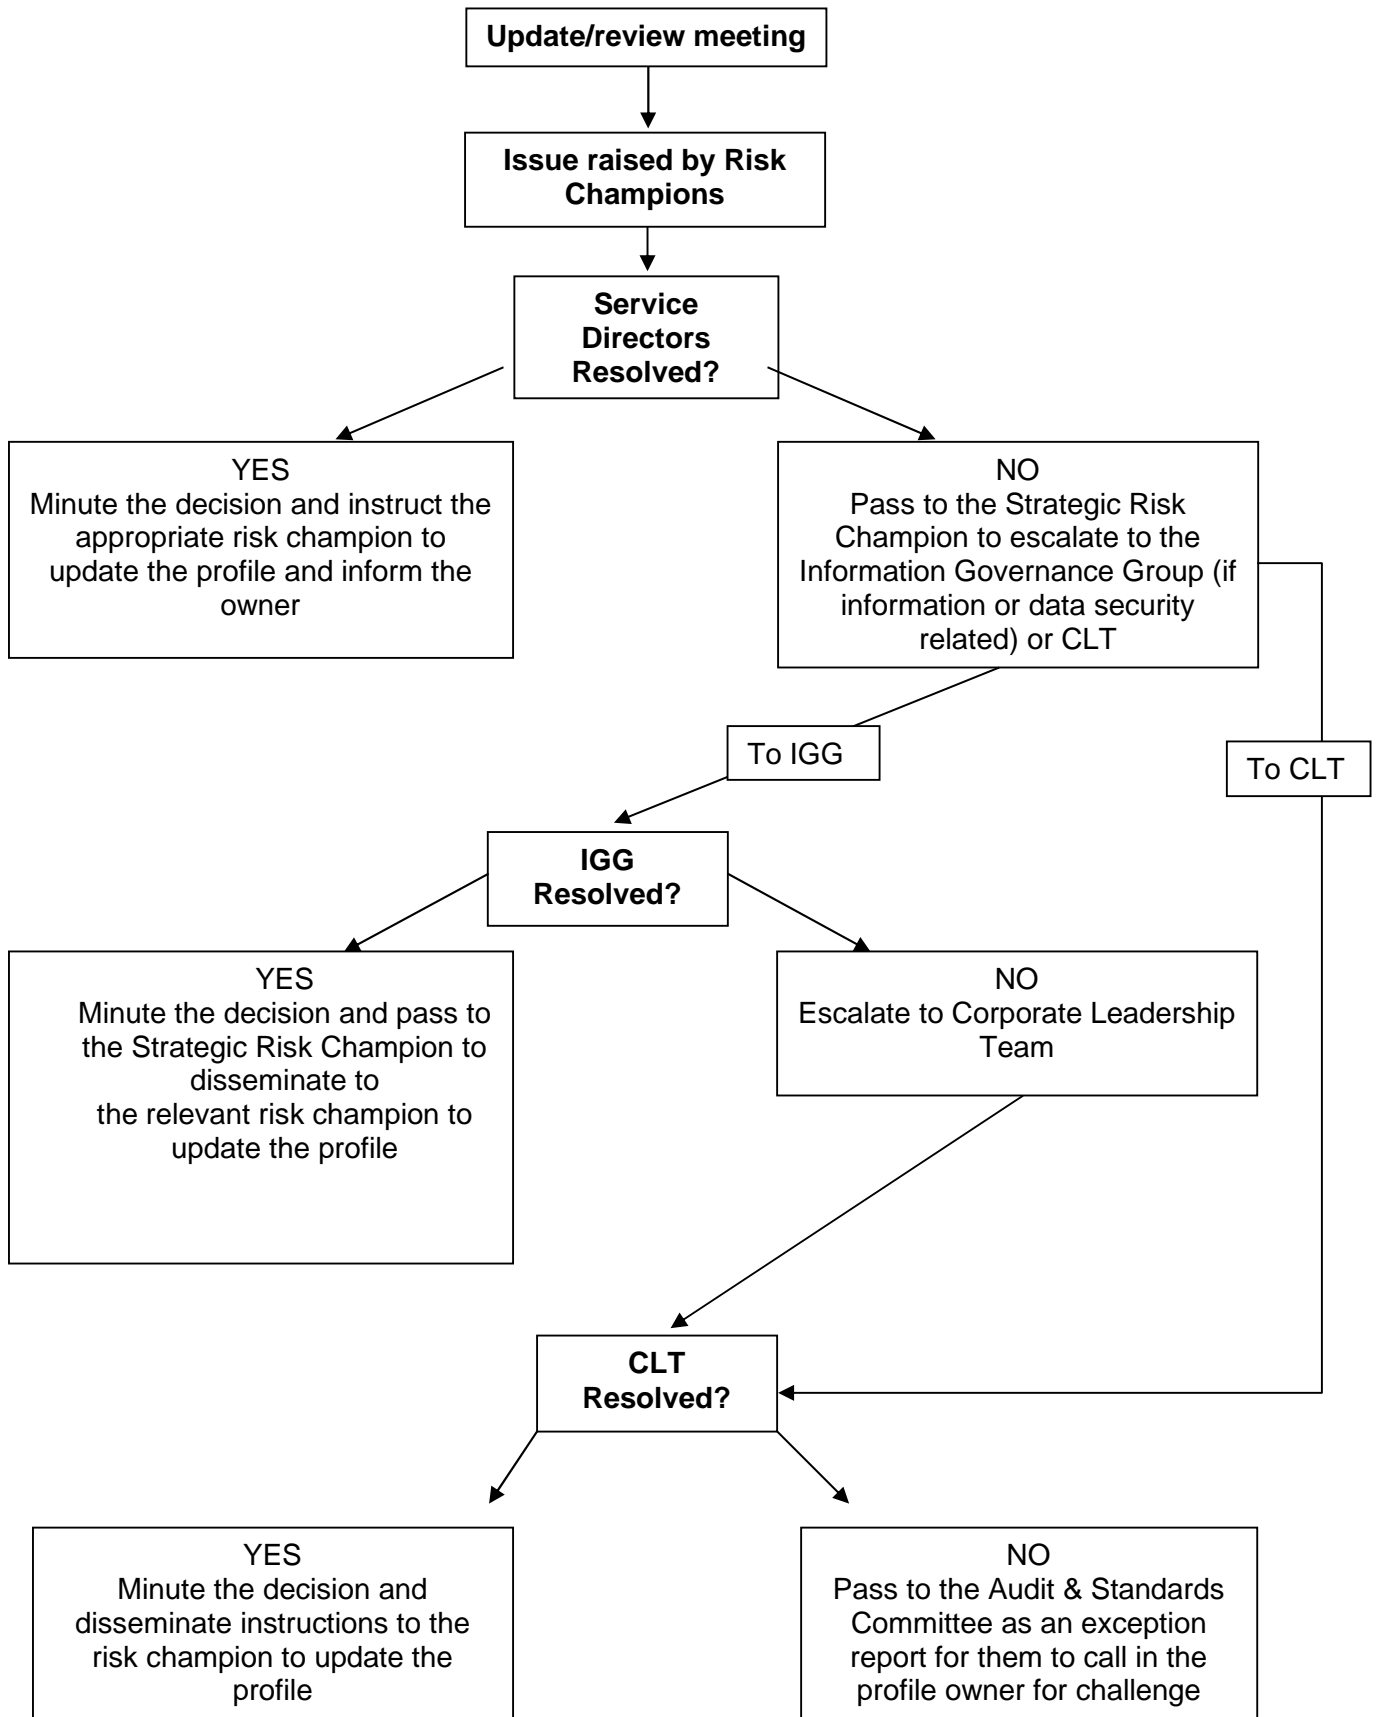 Update/review meeting
Issue raised by Risk
Champions
Service
Directors
Resolved?
YES
Minute the decision and instruct the
appropriate risk champion to
update the profile and inform the
owner
NO
Pass to the Strategic Risk
Champion to escalate to the
Information Governance Group (if
information or data security
related) or CLT
To IGG
To CLT
IGG
Resolved?
YES
Minute the decision and pass to
the Strategic Risk Champion to
disseminate to
the relevant risk champion to
update the profile
NO
Escalate to Corporate Leadership
Team
CLT
Resolved?
YES
Minute the decision and
disseminate instructions to the
risk champion to update the
profile
NO
Pass to the Audit & Standards
Committee as an exception
report for them to call in the
profile owner for challenge